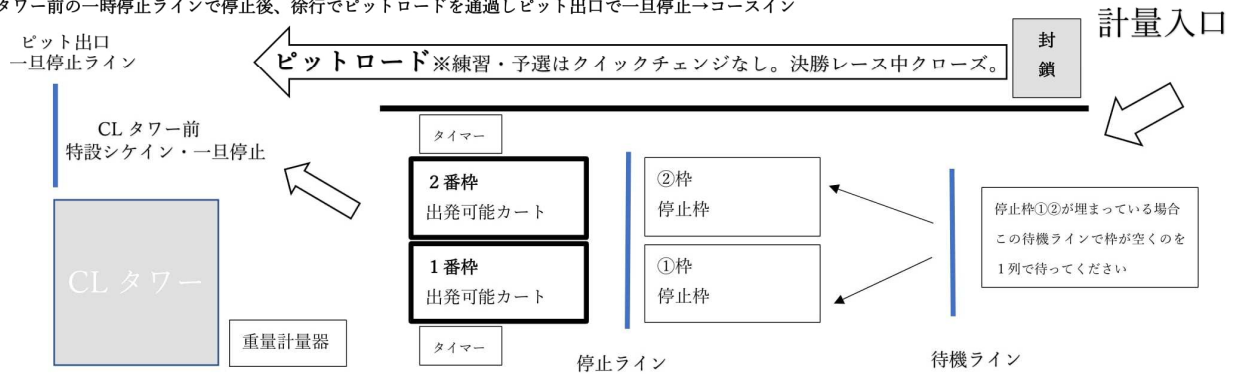 タワー前の一時停止ラインで停止後、徐行でピットロードを通過しピット出口で一旦停止→コースイン
計量入口
ピット出口
一旦停止ライン
ピットロード※練習・予選はクイックチェンジなし。決勝レース中クローズ。
封
鎖
CL タワー前
特設シケイン・一旦停止
タイマー
2番枠
出発可能カート
②枠
停止枠
停止枠①②が埋まっている場合
この待機ラインで枠が空くのを
1列で待ってください
1番枠
出発可能カート
①枠
停止枠
CL タワー
重量計量器
タイマー
停止ライン
待機ライン